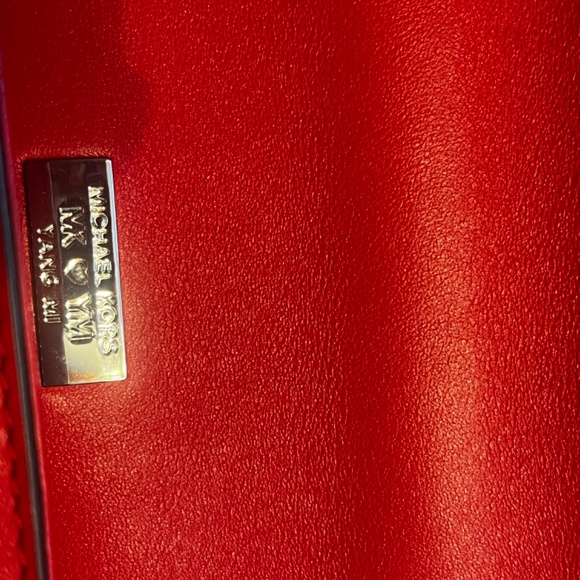 MICHAEL KORS
MK ♡ YM
YANG MI